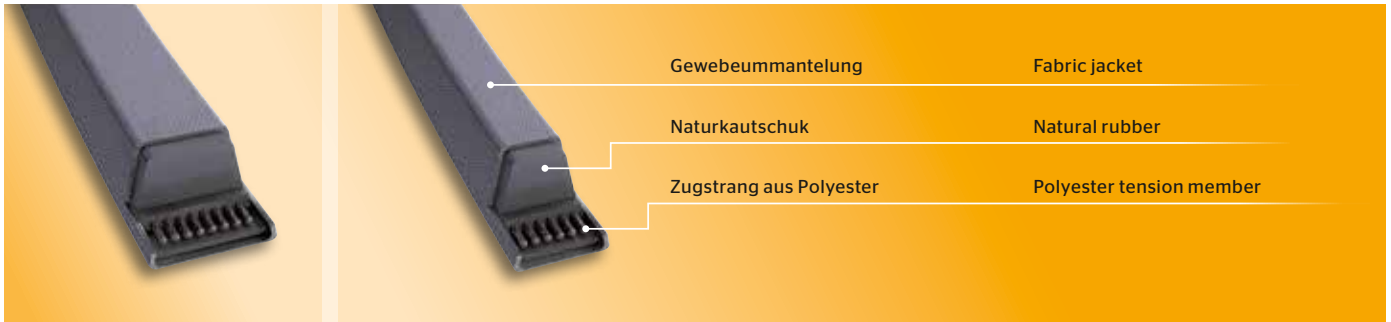 Gewebeummantelung Fabric jacket
Naturkautschuk Natural rubber
Zugstrang aus Polyester Polyester tension member